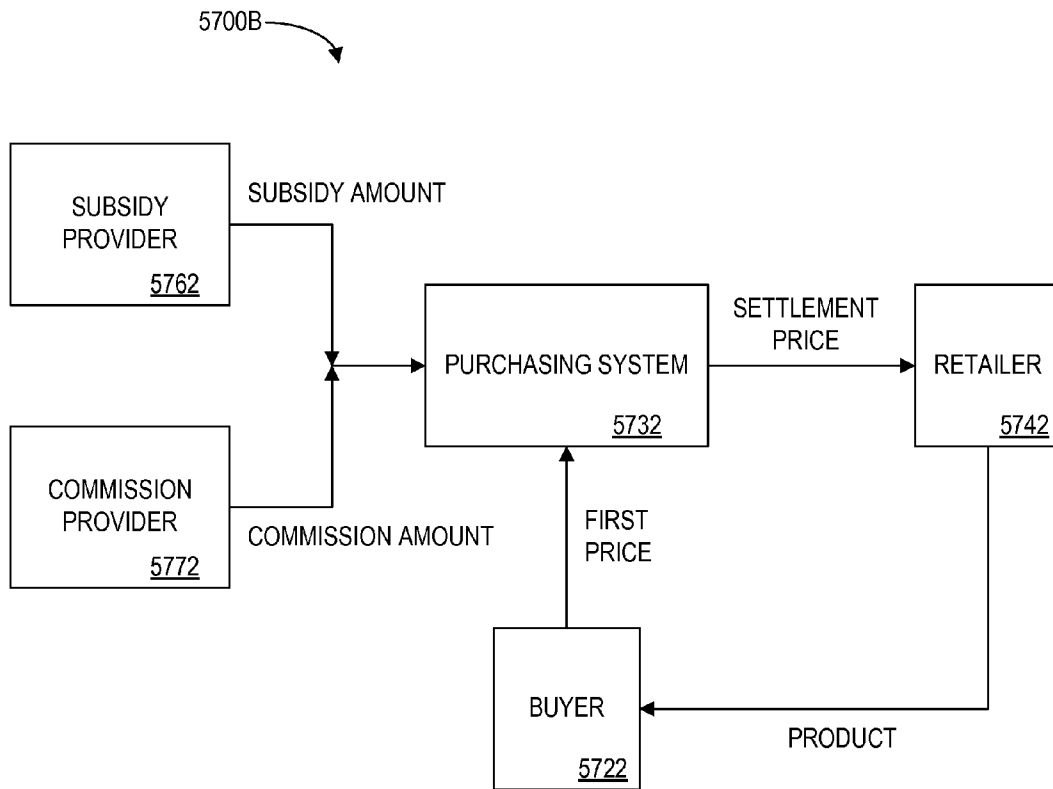 5700B
SUBSIDY
PROVIDER
5762
SUBSIDY AMOUNT
COMMISSION
PROVIDER
5772
COMMISSION AMOUNT
PURCHASING SYSTEM
5732
SETTLEMENT
PRICE
RETAILER
5742
FIRST
PRICE
BUYER
5722
PRODUCT